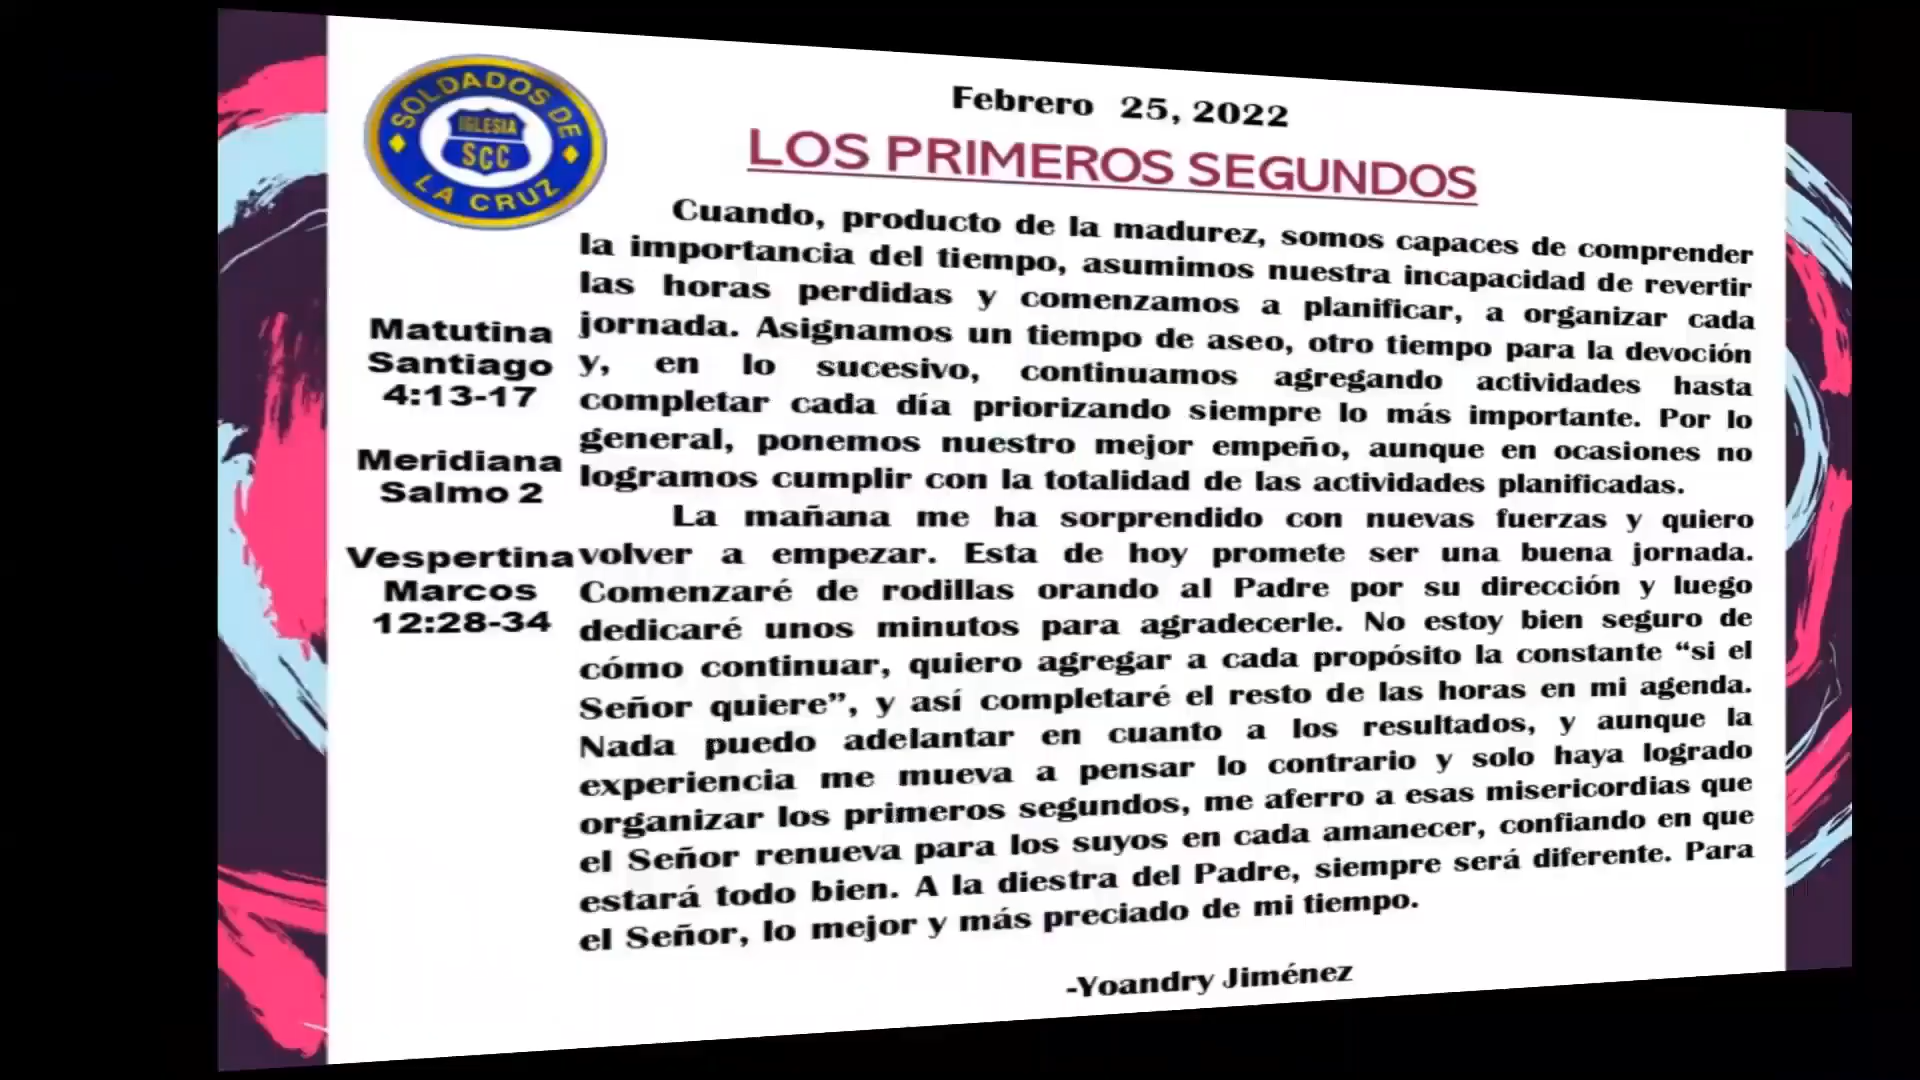 SOLDADOS DE
IGLESIA
SCC
LA CRUZ
Febrero 25, 2022
LOS PRIMEROS SEGUNDOS
Matutina
Santiago
4:13-17
Meridiana
Salmo 2
Vespertina
Marcos
12:28-34
Cuando, producto de la madurez, somos capaces de comprender
la importancia del tiempo, asumimos nuestra incapacidad de revertir
las horas perdidas y comenzamos a planificar, a organizar cada
jornada. Asignamos un tiempo de aseo, otro tiempo para la devoción
y, en lo sucesivo, continuamos agregando actividades hasta
completar cada día priorizando siempre lo más importante. Por lo
general, ponemos nuestro mejor empeño, aunque en ocasiones no
logramos cumplir con la totalidad de las actividades planificadas.
La mañana me ha sorprendido con nuevas fuerzas y quiero
volver a empezar. Esta de hoy promete ser una buena jornada.
Comenzaré de rodillas orando al Padre por su dirección y luego
dedicaré unos minutos para agradecerle. No estoy bien seguro de
cómo continuar, quiero agregar a cada propósito la constante “si el
Señor quiere”, y así completaré el resto de las horas en mi agenda.
Nada puedo adelantar en cuanto a los resultados, y aunque la
experiencia me mueva a pensar lo contrario y solo haya logrado
organizar los primeros segundos, me aferro a esas misericordias que
el Señor renueva para los suyos en cada amanecer, confiando en que
estará todo bien. A la diestra del Padre, siempre será diferente. Para
el Señor, lo mejor y más preciado de mi tiempo.
-Yoandry Jiménez